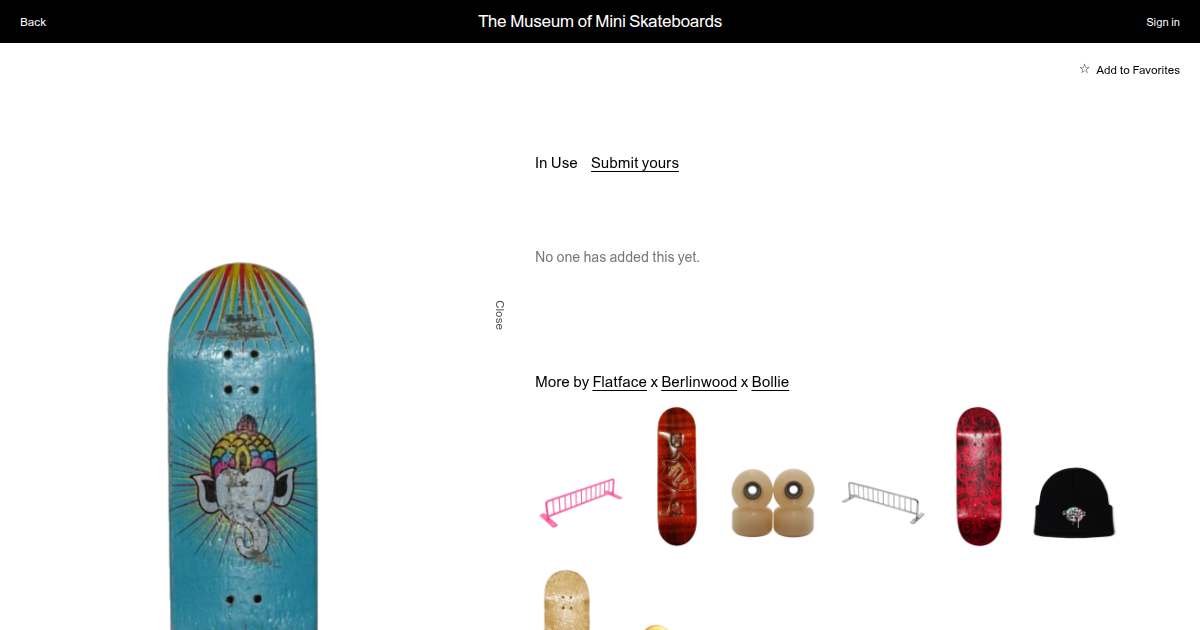 Back
The Museum of Mini Skateboards
Sign in
☆ Add to Favorites
In Use Submit yours
No one has added this yet.
Close
More by Flatface x Berlinwood x Bollie